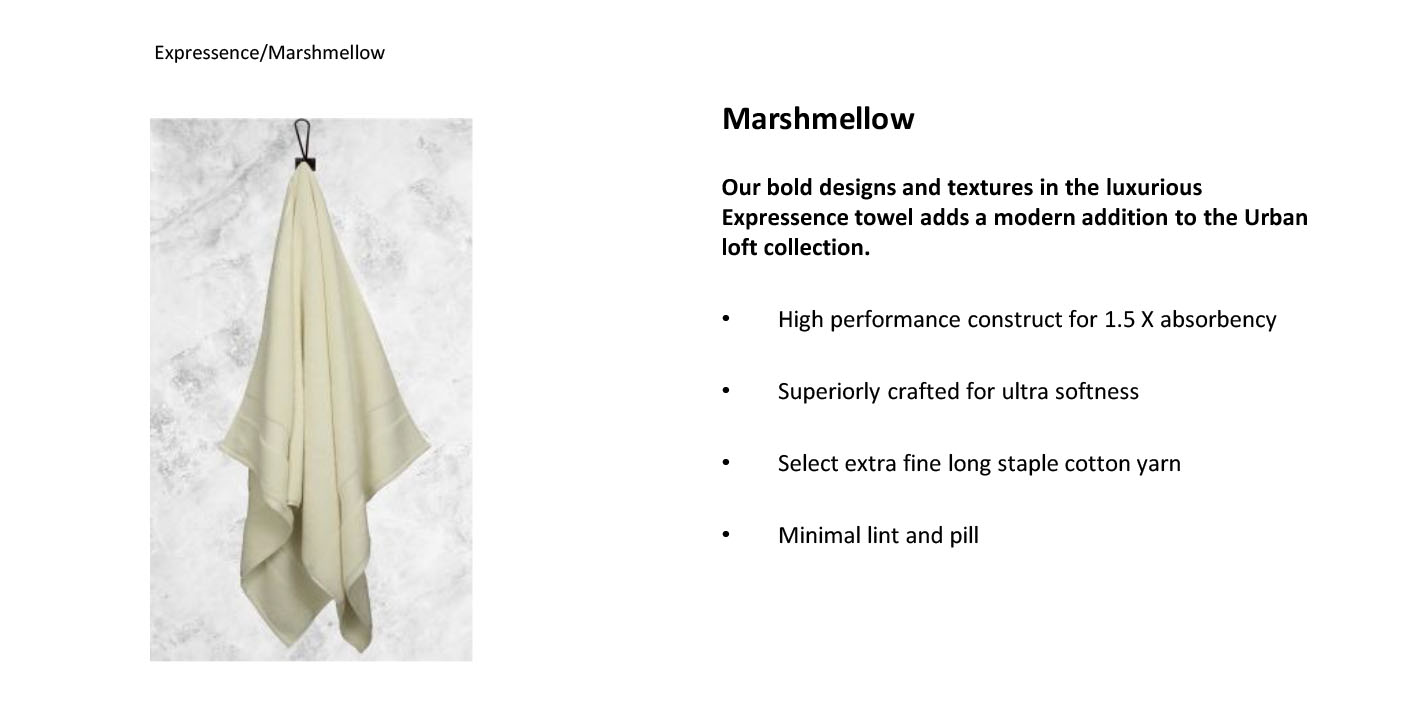 Expressence/Marshmellow
Marshmellow
Our bold designs and textures in the luxurious
Expressence towel adds a modern addition to the Urban
loft collection.
• High performance construct for 1.5 X absorbency
• Superiorly crafted for ultra softness
• Select extra fine long staple cotton yarn
• Minimal lint and pill